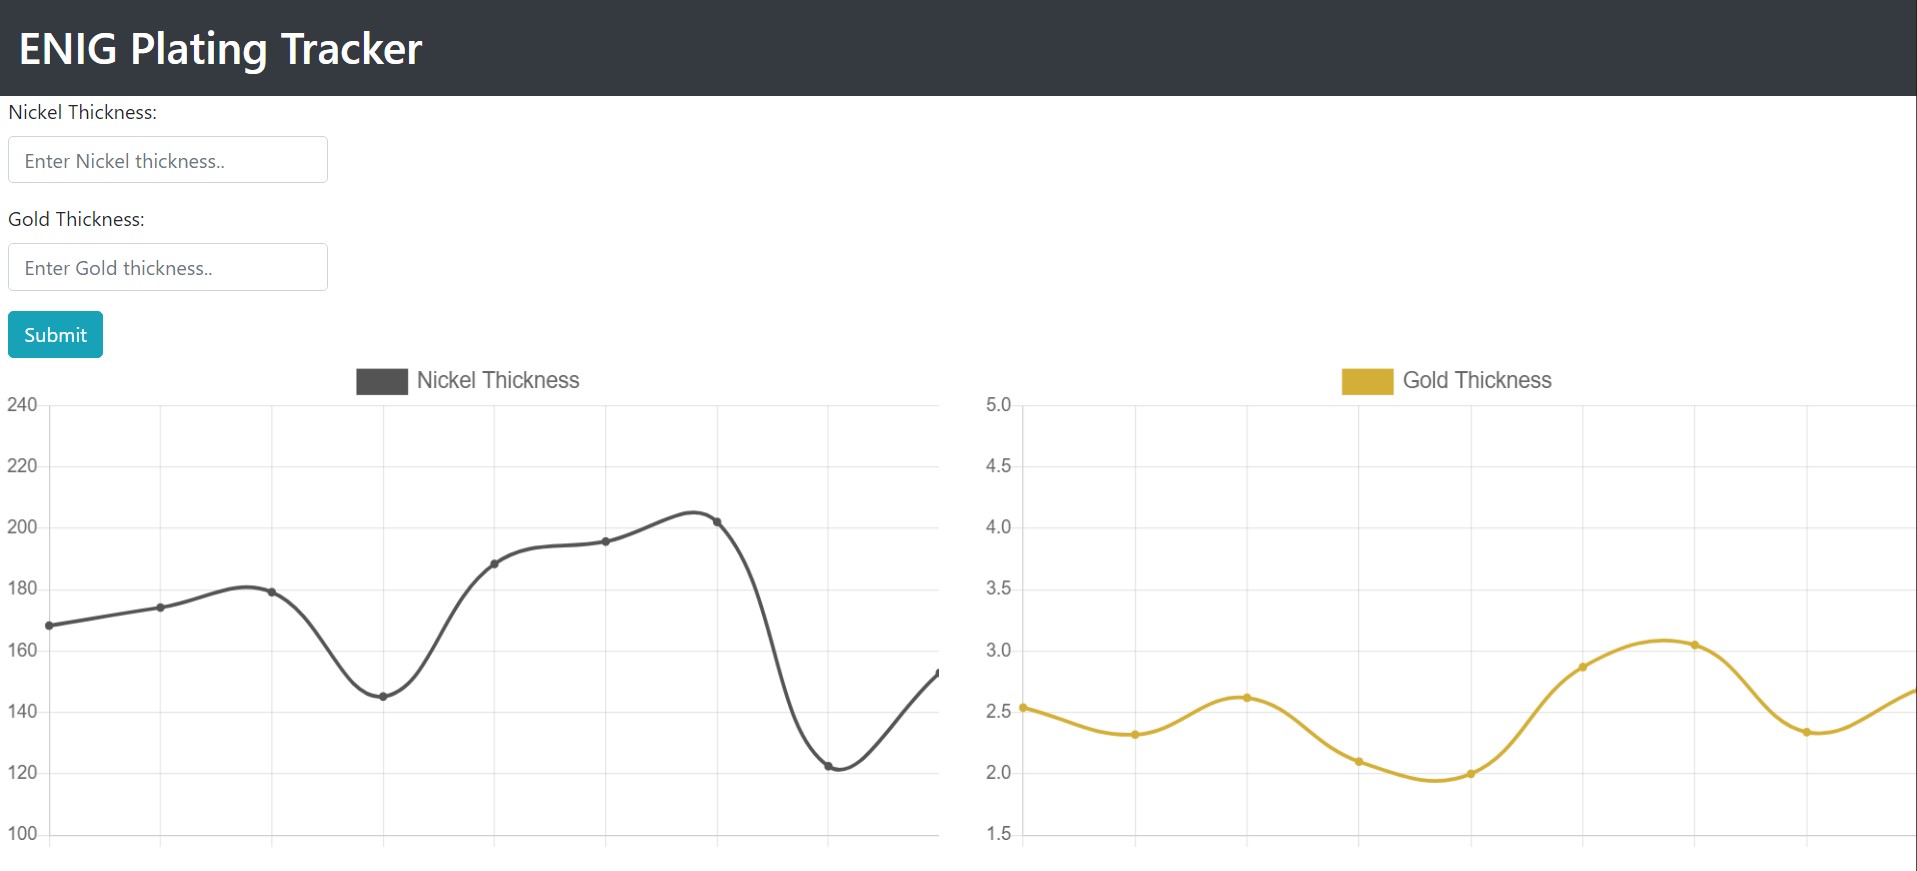 ENIG Plating Tracker
Nickel Thickness:
Enter Nickel thickness..
Gold Thickness:
Enter Gold thickness..
Submit
Nickel Thickness
240
220
200
180
160
140
120
100
Gold Thickness
5.0
4.5
4.0
3.5
3.0
2.5
2.0
1.5